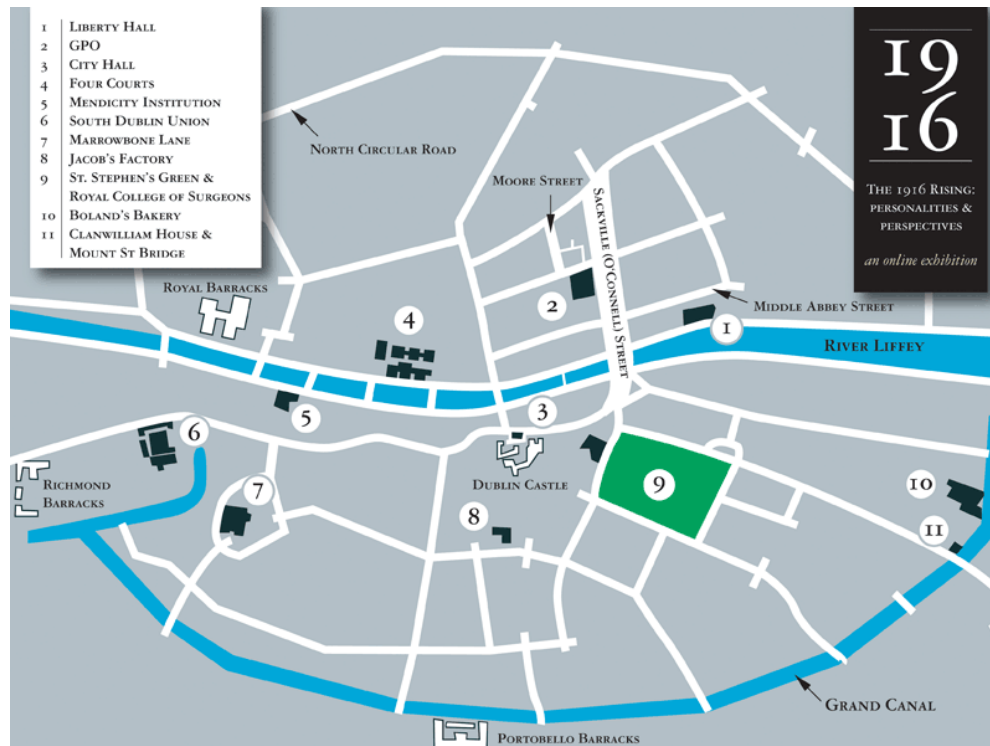 1 Liberty Hall
2 GPO
3 City Hall
4 Four Courts
5 Mendicity Institution
6 South Dublin Union
7 Marrowbone Lane
8 Jacob's Factory
9 St. Stephen's Green &
Royal College of Surgeons
10 Boland's Bakery
11 Clanwilliam House &
Mount St Bridge
19
16
The 1916 Rising:
personalities &
perspectives
an online exhibition
North Circular Road
Moore Street
Sackville (O'Connell) Street
Royal Barracks
4
2
Middle Abbey Street
1
River Liffey
5
3
6
Richmond
Barracks
7
Dublin Castle
8
9
10
11
Grand Canal
Portobello Barracks